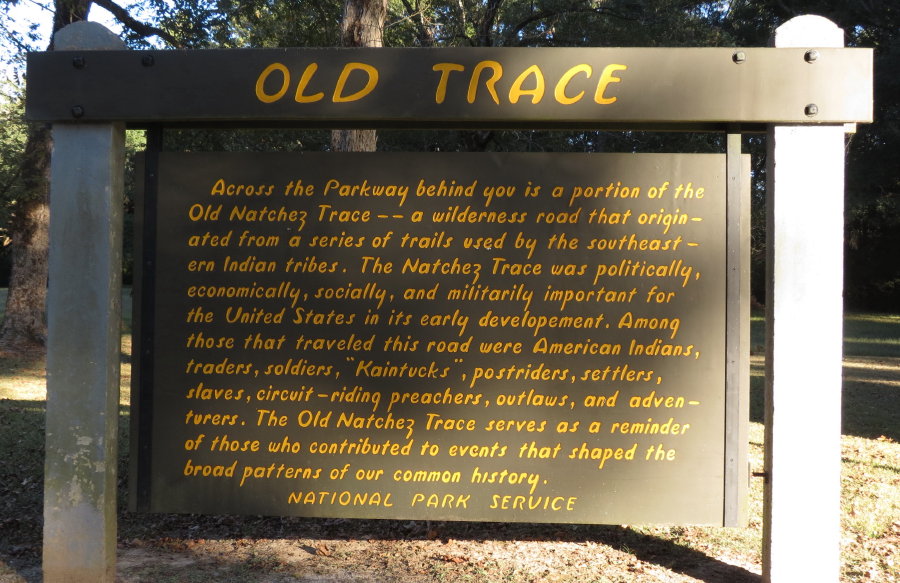 OLD TRACE
Across the Parkway behind you is a portion of the
Old Natchez Trace -- a wilderness road that origin-
ated from a series of trails used by the southeast-
ern Indian tribes. The Natchez Trace was politically,
economically, socially, and militarily important for
the United States in its early developement. Among
those that traveled this road were American Indians,
traders, soldiers, "Kaintucks", postriders, settlers,
slaves, circuit-riding preachers, outlaws, and adven-
turers. The Old Natchez Trace serves as a reminder
of those who contributed to events that shaped the
broad patterns of our common history.
NATIONAL PARK SERVICE